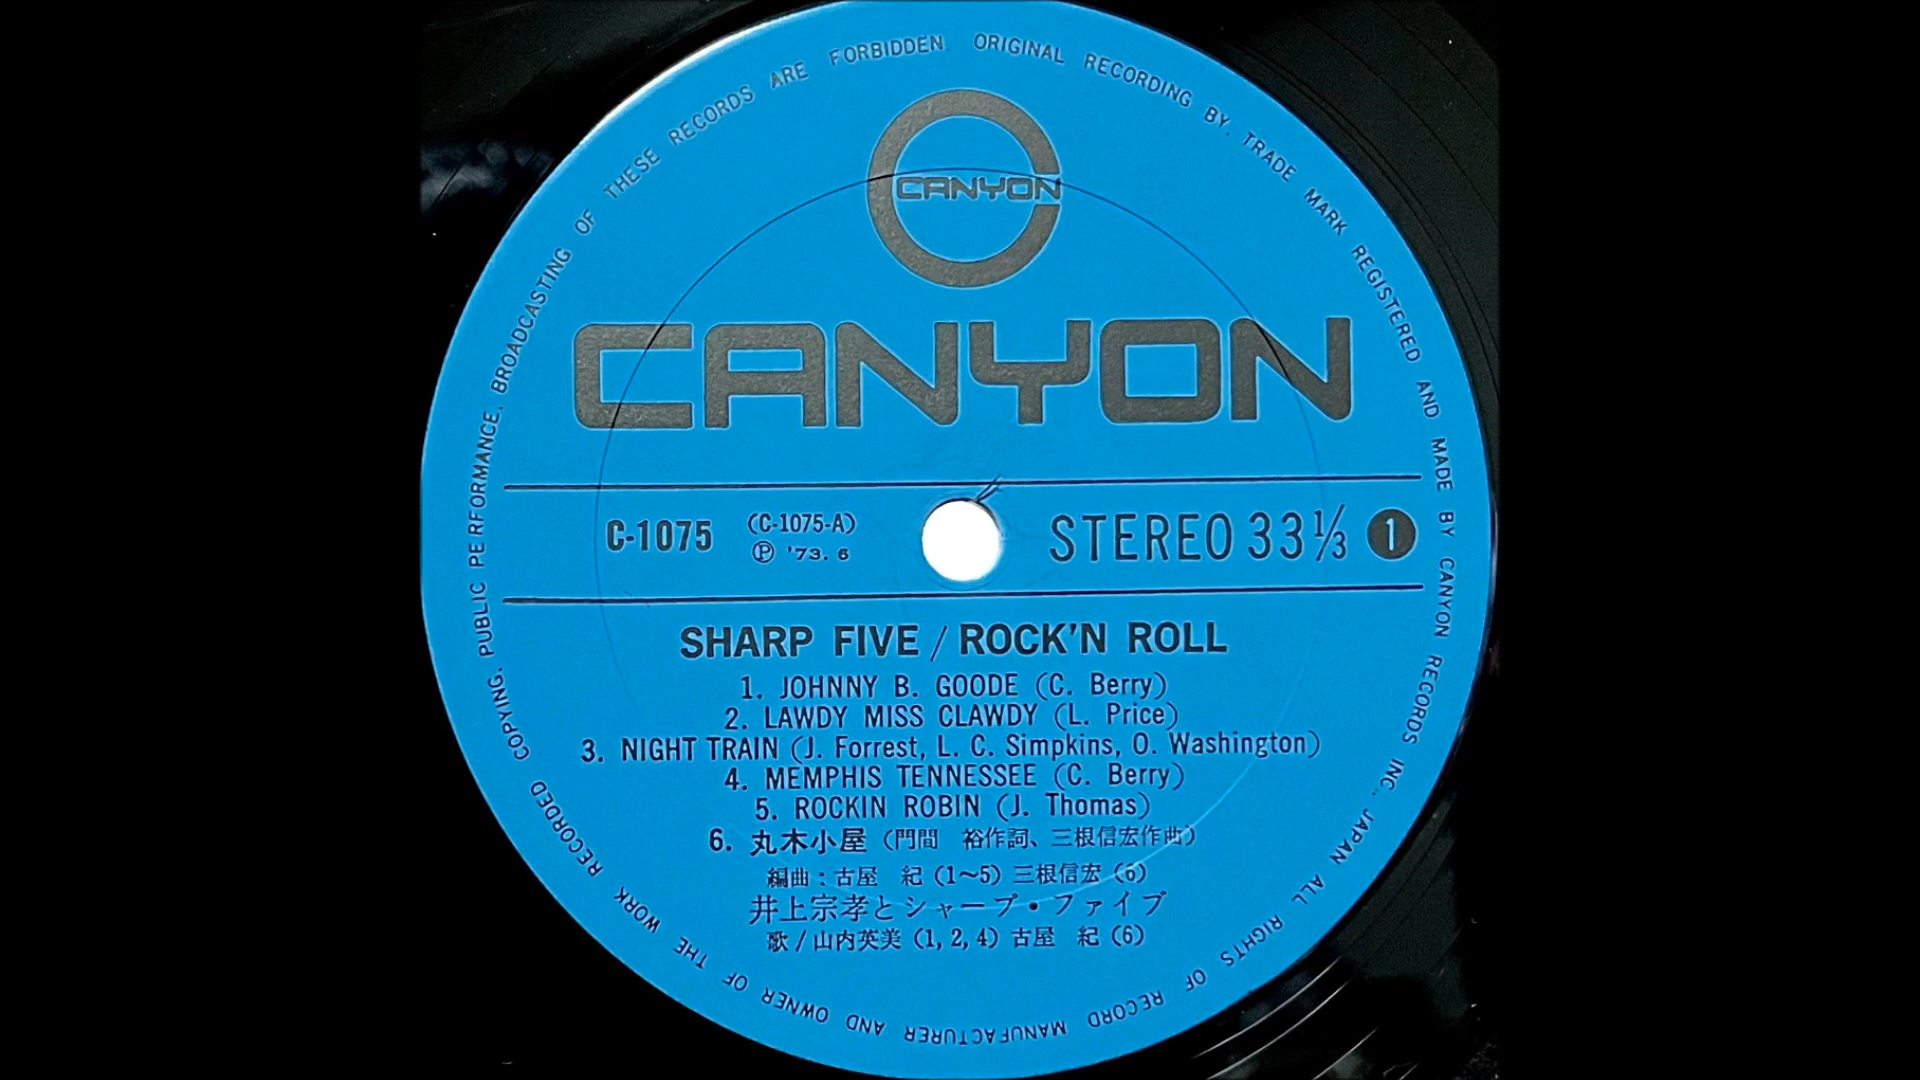 ORIGINAL RECORDING BY. TRADE MARK REGISTERED AND MADE BY CANYON RECORDS INC., JAPAN ALL RIGHTS OF RECORD MANUFACTURER AND OWNER OF THE WORK RECORDED COPYING. PUBLIC PERFORMANCE. BROADCASTING OF THESE RECORDS ARE FORBIDDEN
CANYON
CANYON
C-1075
(C-1075-A)
Ⓟ '73. 6
STEREO 33⅓ 1
SHARP FIVE / ROCK'N ROLL
1. JOHNNY B. GOODE (C. Berry)
2. LAWDY MISS CLAWDY (L. Price)
3. NIGHT TRAIN (J. Forrest, L. C. Simpkins, O. Washington)
4. MEMPHIS TENNESSEE (C. Berry)
5. ROCKIN ROBIN (J. Thomas)
6. 丸木小屋 (門間 裕作詞、三根信宏作曲)
編曲:古屋 紀 (1〜5) 三根信宏 (6)
井上宗孝とシャープ・ファイブ
歌/山内英美 (1, 2, 4) 古屋 紀 (6)